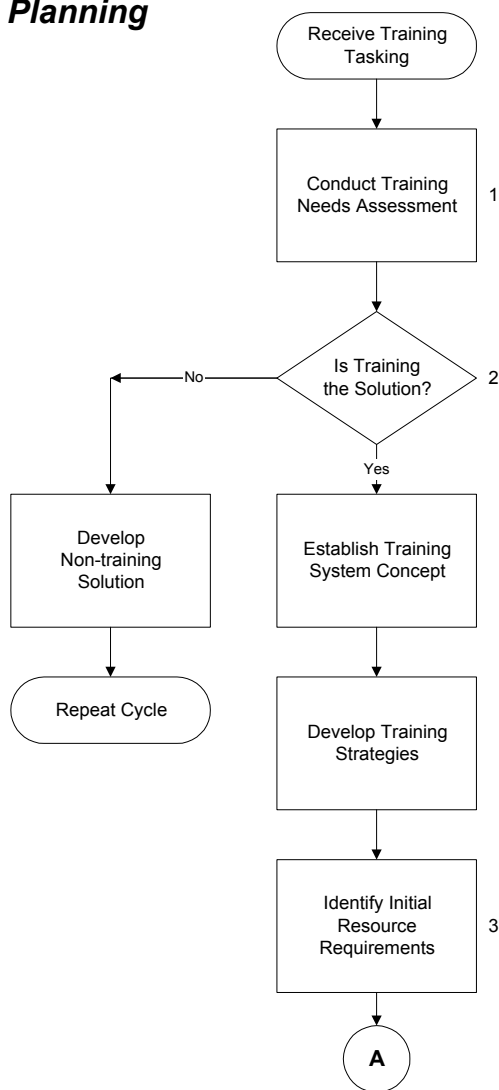 Planning
Receive Training
Tasking
Conduct Training
Needs Assessment
1
Is Training
the Solution?
2
No
Yes
Develop
Non-training
Solution
Establish Training
System Concept
Repeat Cycle
Develop Training
Strategies
Identify Initial
Resource
Requirements
3
A